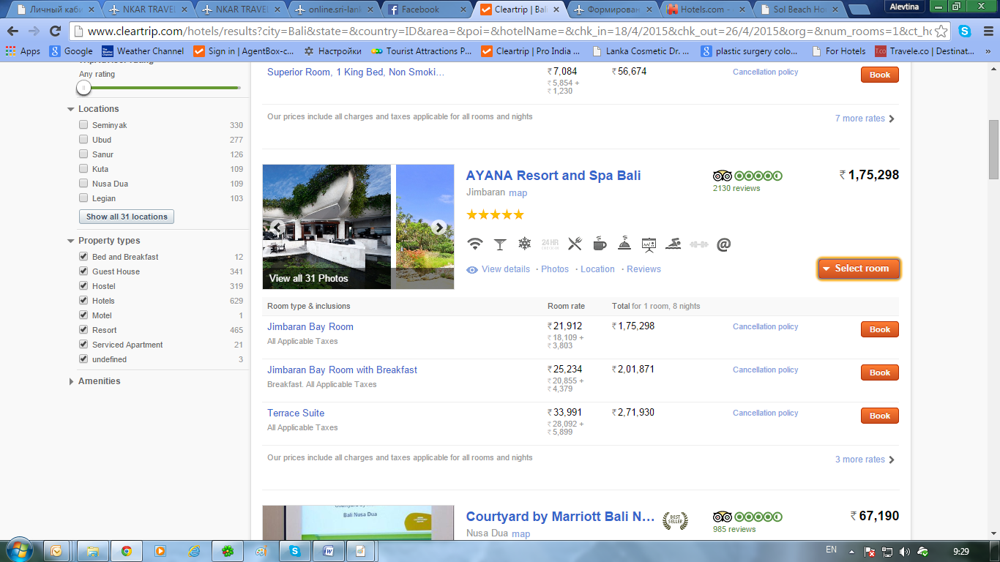 Личный каби
NKAR TRAVEL
NKAR TRAVEL
online.sri-lank
Facebook
Cleartrip | Bali
Формирован
Hotels.com -
Sol Beach Hou
Alevtina
www.cleartrip.com/hotels/results?city=Bali&state=&country=ID&area=&poi=&hotelName=&chk_in=18/4/2015&chk_out=26/4/2015&org=&num_rooms=1&ct_ho
Apps
Google
Weather Channel
Sign in | AgentBox-c...
Настройки
Tourist Attractions P...
Cleartrip | Pro India ...
Lanka Cosmetic Dr. ...
plastic surgery colo...
For Hotels
Travele.co | Destinat...
»
Any rating
Locations
Seminyak 330
Ubud 277
Sanur 126
Kuta 109
Nusa Dua 109
Legian 103
Show all 31 locations
Property types
Bed and Breakfast 12
Guest House 341
Hostel 319
Hotels 629
Motel 1
Resort 465
Serviced Apartment 21
undefined 3
Amenities
Superior Room, 1 King Bed, Non Smoki... ₹7,084 ₹56,674 Cancellation policy Book
₹5,854 +
₹1,230
Our prices include all charges and taxes applicable for all rooms and nights 7 more rates
View all 31 Photos
AYANA Resort and Spa Bali
Jimbaran map
2130 reviews
₹1,75,298
24 HR
CHECK-IN
@
View details · Photos · Location · Reviews
Select room
Room type & inclusions Room rate Total for 1 room, 8 nights
Jimbaran Bay Room ₹21,912 ₹1,75,298 Cancellation policy Book
All Applicable Taxes ₹18,109 +
₹3,803
Jimbaran Bay Room with Breakfast ₹25,234 ₹2,01,871 Cancellation policy Book
Breakfast. All Applicable Taxes ₹20,855 +
₹4,379
Terrace Suite ₹33,991 ₹2,71,930 Cancellation policy Book
All Applicable Taxes ₹28,092 +
₹5,899
Our prices include all charges and taxes applicable for all rooms and nights 3 more rates
Bali Nusa Dua
Courtyard by Marriott Bali N...
BEST
SELLER
985 reviews
₹67,190
Nusa Dua map
EN
9:29